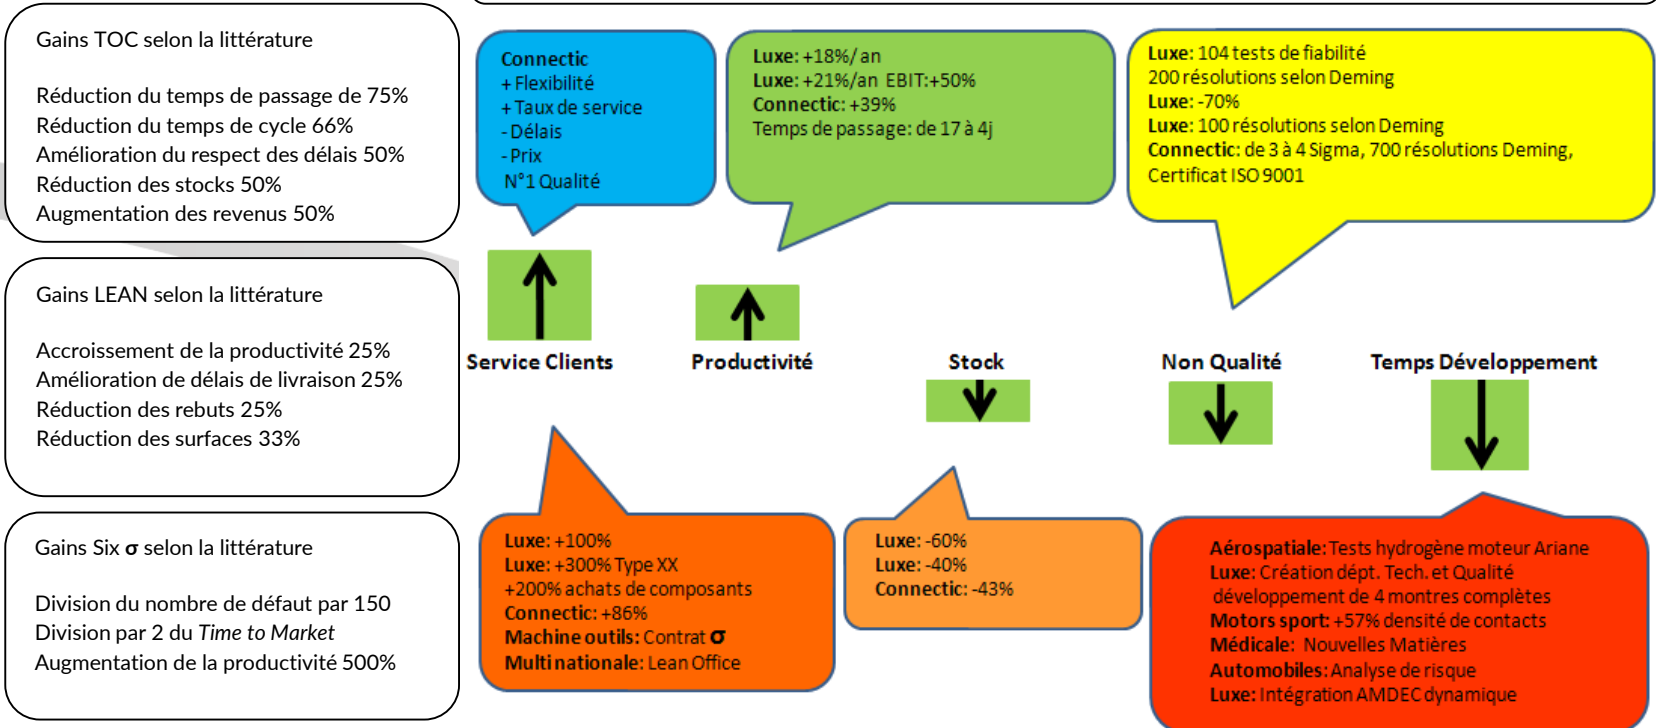 Gains TOC selon la littérature
Réduction du temps de passage de 75%
Réduction du temps de cycle 66%
Amélioration du respect des délais 50%
Réduction des stocks 50%
Augmentation des revenus 50%
Gains LEAN selon la littérature
Accroissement de la productivité 25%
Amélioration de délais de livraison 25%
Réduction des rebuts 25%
Réduction des surfaces 33%
Gains Six σ selon la littérature
Division du nombre de défaut par 150
Division par 2 du Time to Market
Augmentation de la productivité 500%
Connectic
+ Flexibilité
+ Taux de service
- Délais
- Prix
N°1 Qualité
Luxe: +18%/an
Luxe: +21%/an EBIT:+50%
Connectic: +39%
Temps de passage: de 17 à 4j
Luxe: 104 tests de fiabilité
200 résolutions selon Deming
Luxe: -70%
Luxe: 100 résolutions selon Deming
Connectic: de 3 à 4 Sigma, 700 résolutions Deming,
Certificat ISO 9001
Service Clients
Productivité
Stock
Non Qualité
Temps Développement
Luxe: +100%
Luxe: +300% Type XX
+200% achats de composants
Connectic: +86%
Machine outils: Contrat σ
Multi nationale: Lean Office
Luxe: -60%
Luxe: -40%
Connectic: -43%
Aérospatiale: Tests hydrogène moteur Ariane
Luxe: Création dépt. Tech. et Qualité
développement de 4 montres complètes
Motors sport: +57% densité de contacts
Médicale: Nouvelles Matières
Automobiles: Analyse de risque
Luxe: Intégration AMDEC dynamique